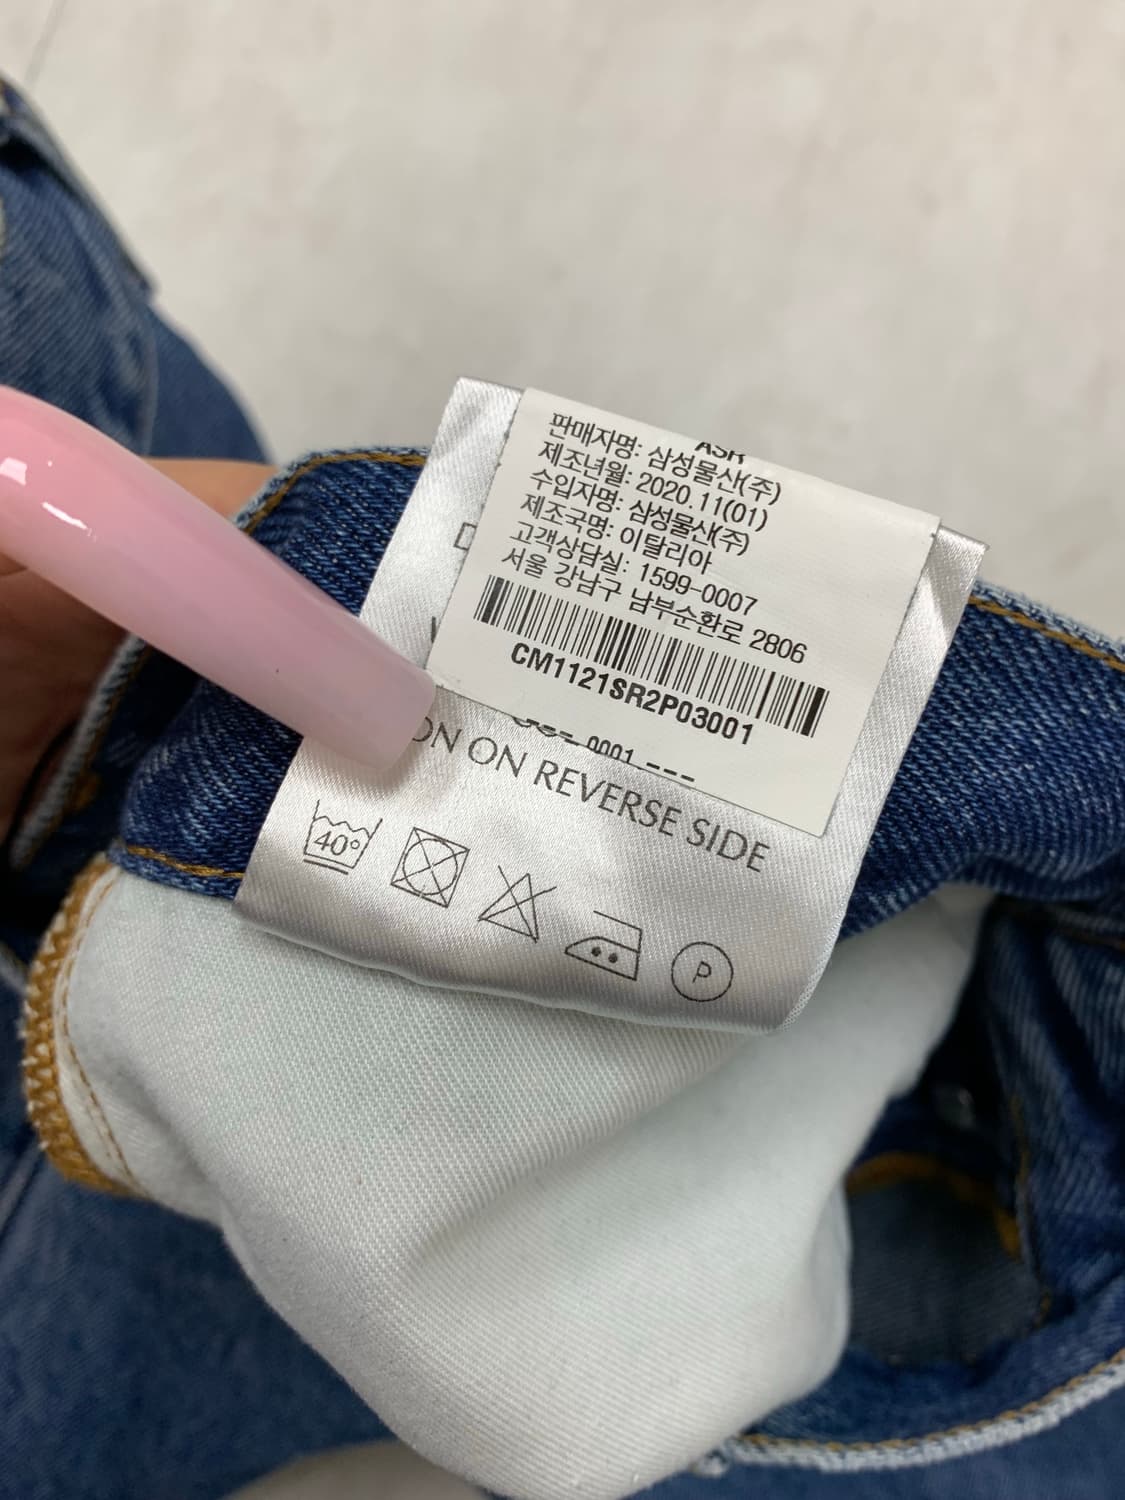 ASR
판매자명: 삼성물산(주)
제조년월: 2020.11(01)
수입자명: 삼성물산(주)
제조국명: 이탈리아
고객상담실: 1599-0007
서울 강남구 남부순환로 2806
CM1121SR2P03001
0001 ---
ON ON REVERSE SIDE
40°
P